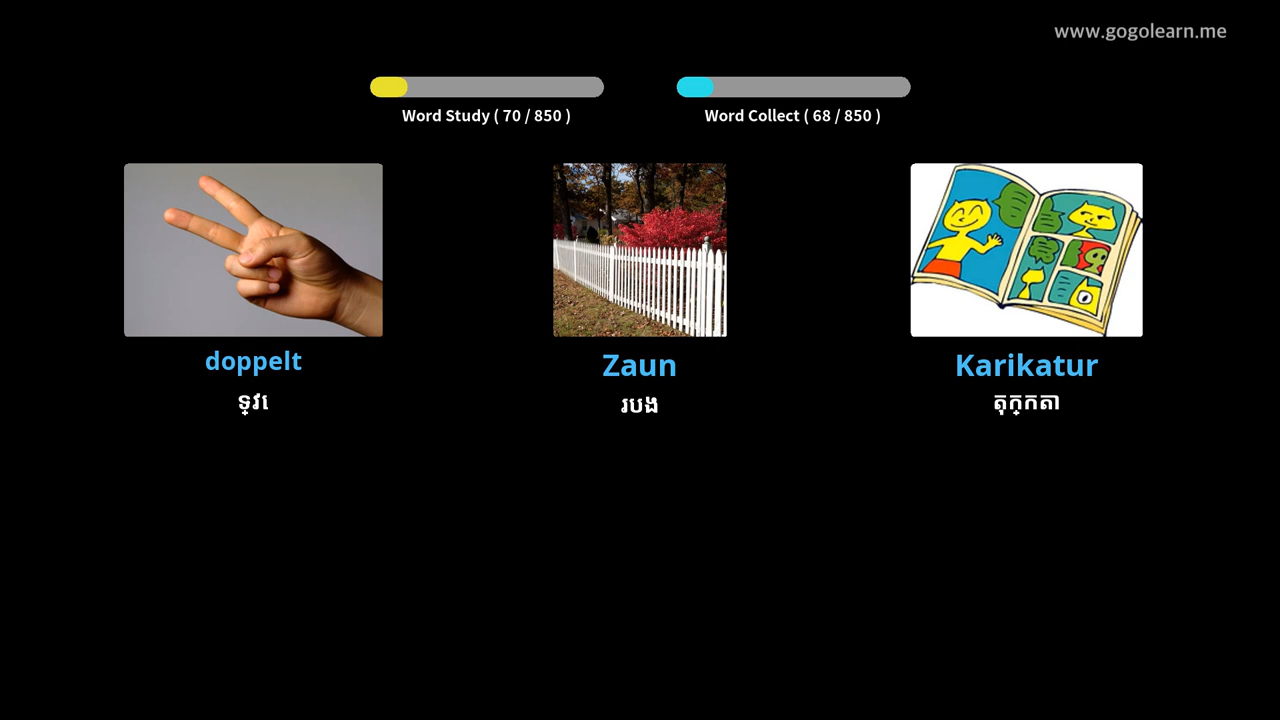 www.gogolearn.me
Word Study ( 70 / 850 )
Word Collect ( 68 / 850 )
doppelt
Zaun
Karikatur
ទ្វេ
របង
តុក្កតា